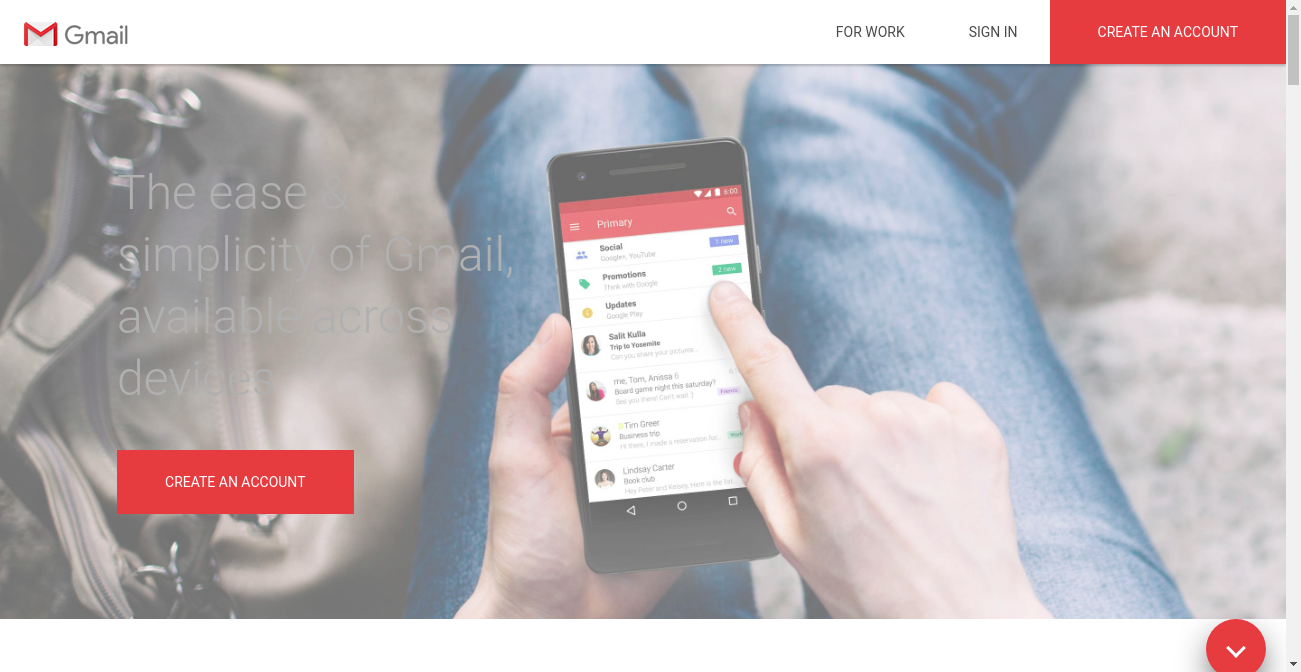 Gmail
FOR WORK
SIGN IN
CREATE AN ACCOUNT
The ease &
simplicity of Gmail,
available across
devices
CREATE AN ACCOUNT
6:00
Primary
Social
Google+, YouTube
1 new
Promotions
Think with Google
2 new
Updates
Google Play
Salit Kulla
Trip to Yosemite
Can you share your pictures...
me, Tom, Anissa 6
Board game night this saturday?
See you there! Can't wait :)
Friends
Tim Greer
Business trip
Hi there, I made a reservation for...
Work
Lindsay Carter
Book club
Hey Peter and Kelsey, Here is the list...